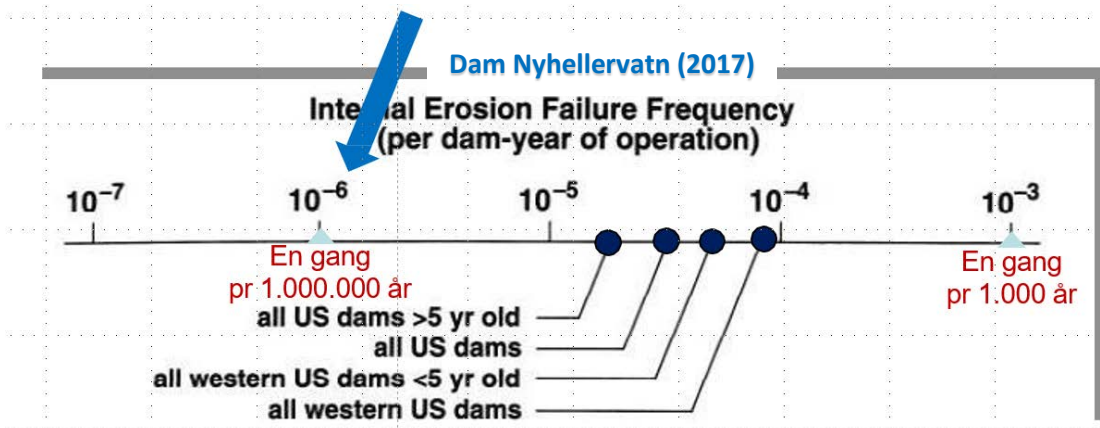 Dam Nyhellervatn (2017)
Internal Erosion Failure Frequency
(per dam-year of operation)
10⁻⁷ 10⁻⁶ 10⁻⁵ 10⁻⁴ 10⁻³
En gang
pr 1.000.000 år
En gang
pr 1.000 år
all US dams >5 yr old
all US dams
all western US dams <5 yr old
all western US dams